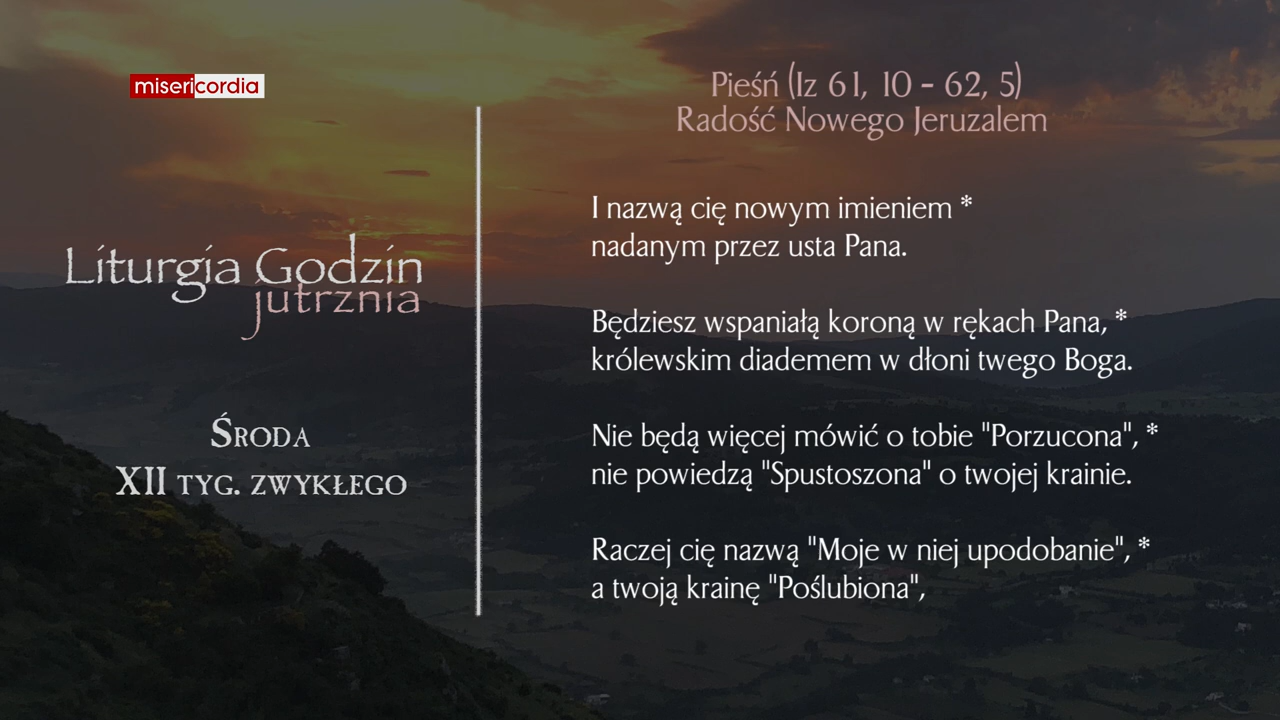 misericordia
Liturgia Godzin
jutrznia
Środa
XII tyg. zwykłego
Pieśń (Iz 61, 10 - 62, 5)
Radość Nowego Jeruzalem
I nazwą cię nowym imieniem *
nadanym przez usta Pana.
Będziesz wspaniałą koroną w rękach Pana, *
królewskim diademem w dłoni twego Boga.
Nie będą więcej mówić o tobie "Porzucona", *
nie powiedzą "Spustoszona" o twojej krainie.
Raczej cię nazwą "Moje w niej upodobanie", *
a twoją krainę "Poślubiona",